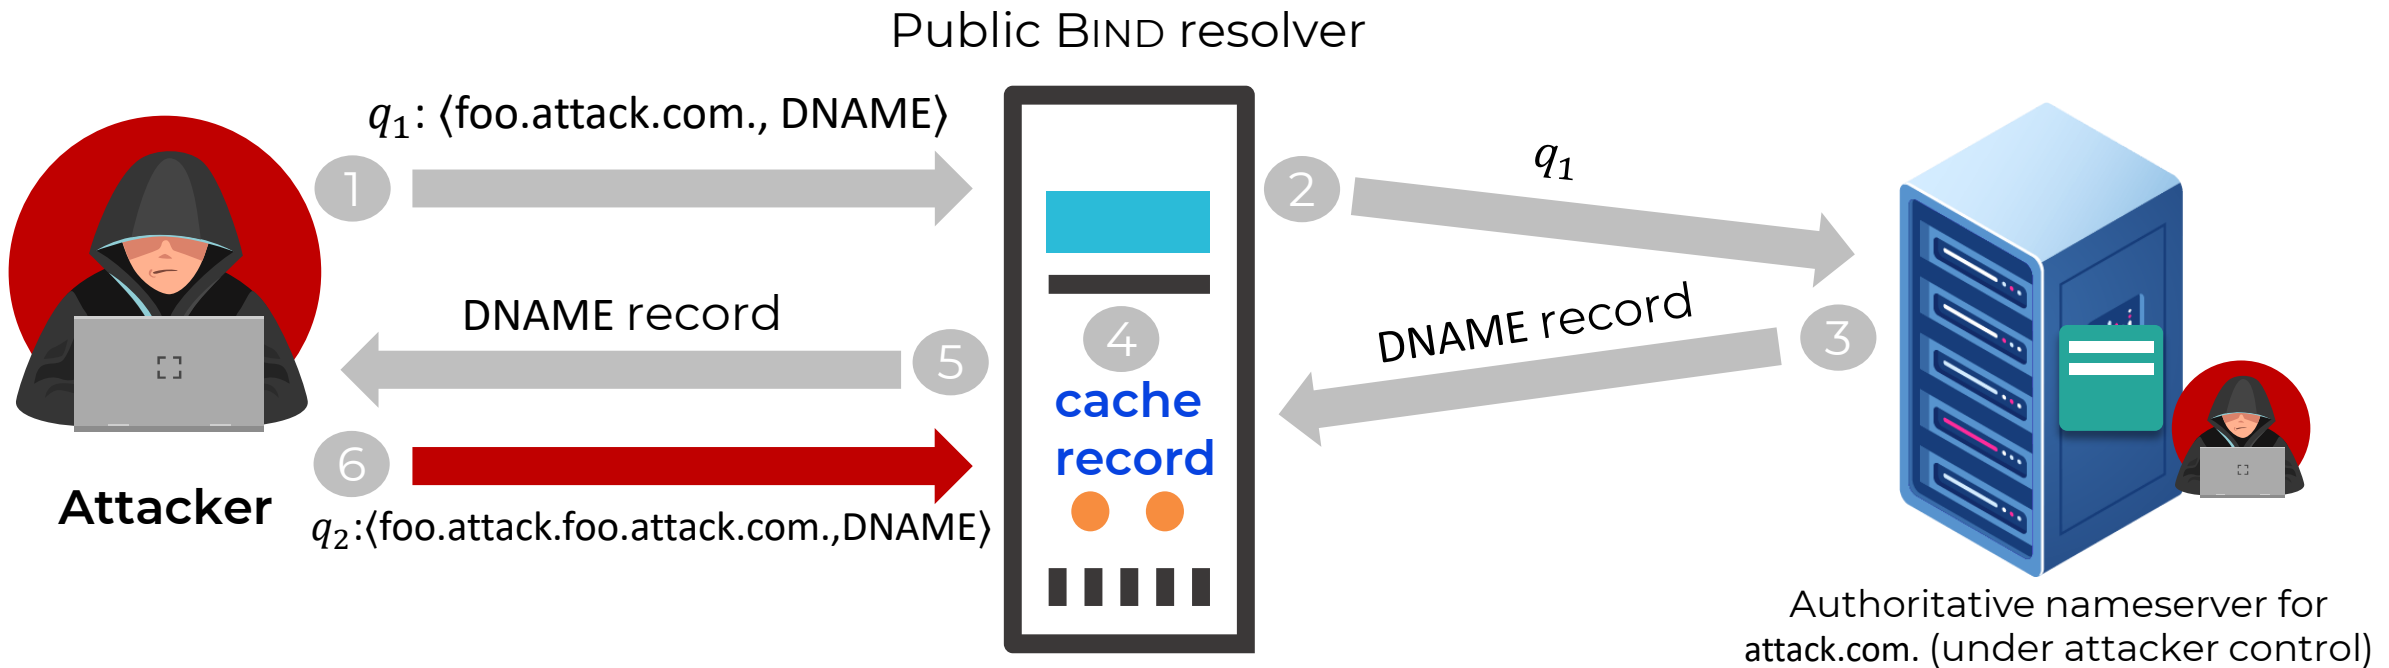 Public BIND resolver
q₁: ⟨foo.attack.com., DNAME⟩
1
2
q₁
DNAME record
5
4
cache
record
DNAME record
3
6
Attacker
q₂:⟨foo.attack.foo.attack.com.,DNAME⟩
Authoritative nameserver for
attack.com. (under attacker control)